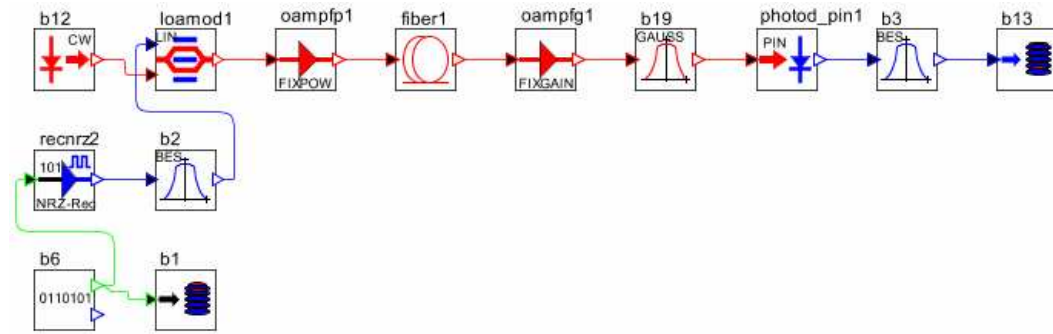 b12 loamod1 oampfp1 fiber1 oampfg1 b19 photod_pin1 b3 b13
CW LIN FIXPOW FIXGAIN GAUSS PIN BES
recnrz2 b2
101 NRZ-Rec BES
b6 b1
0110101